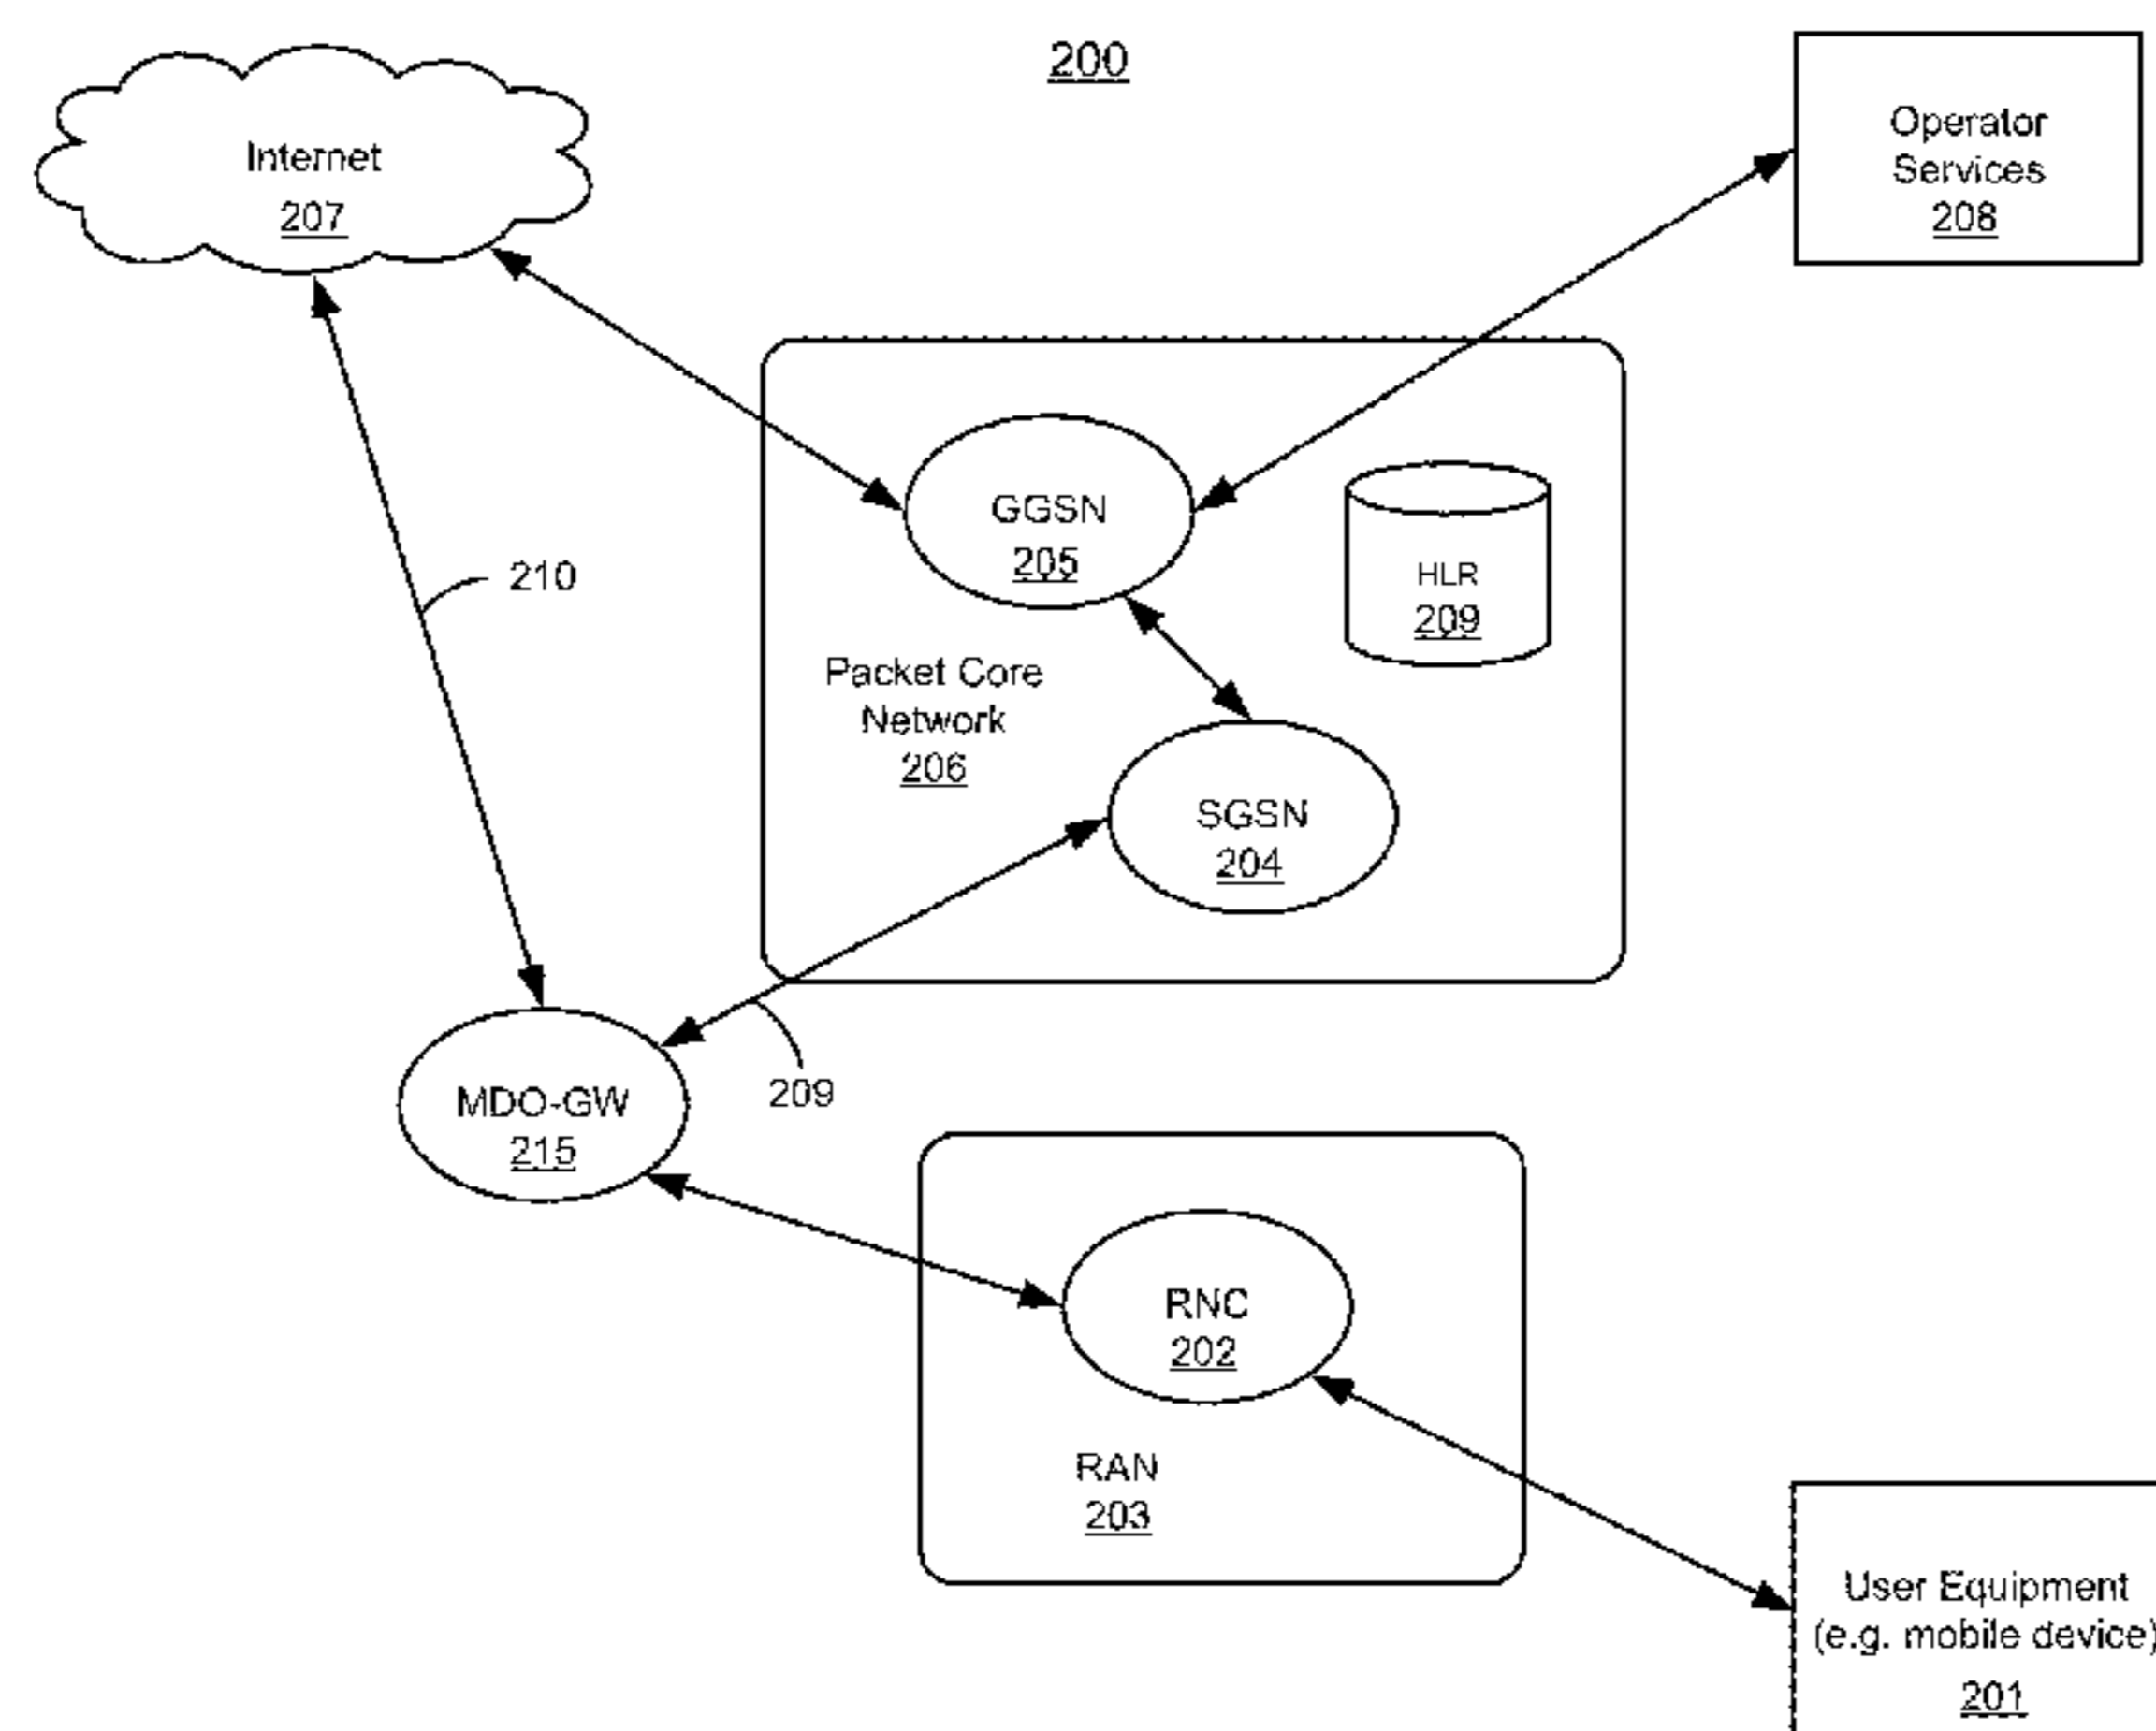 200
Internet
207
Operator
Services
208
GGSN
205
HLR
209
210
Packet Core
Network
206
SGSN
204
209
MDO-GW
215
RNC
202
RAN
203
User Equipment
(e.g. mobile device)
201